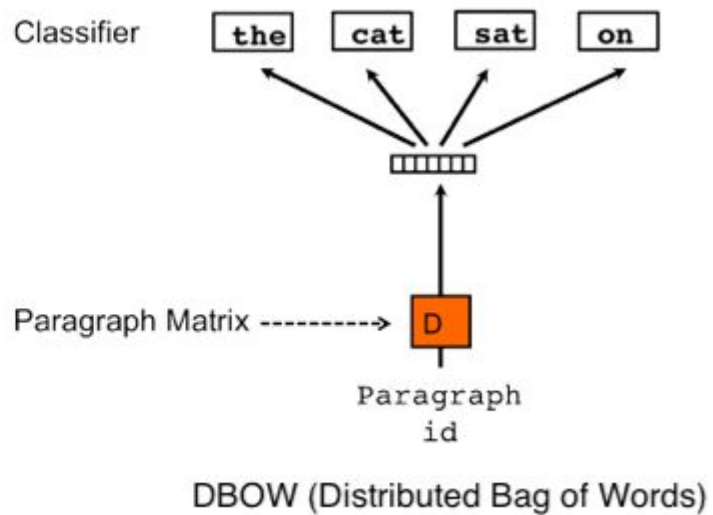 Classifier the cat sat on
Paragraph Matrix D
Paragraph
id
DBOW (Distributed Bag of Words)